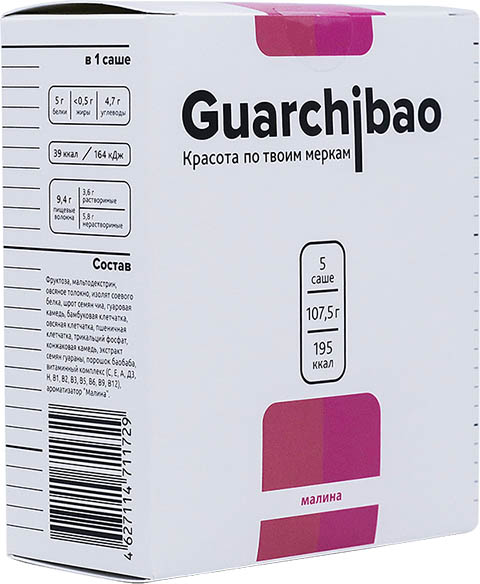 в 1 саше
5 г
белки
<0,5 г
жиры
4,7 г
углеводы
39 ккал / 164 кДж
9,4 г
пищевые
волокна
3,6 г
растворимые
5,8 г
нерастворимые
Состав
Фруктоза, мальтодекстрин,
овсяное толокно, изолят соевого
белка, шрот семян чиа, гуаровая
камедь, бамбуковая клетчатка,
овсяная клетчатка, пшеничная
клетчатка, трикальций фосфат,
конжаковая камедь, экстракт
семян гуараны, порошок баобаба,
витаминный комплекс (С, Е, А, Д3,
Н, В1, В2, В3, В5, В6, В9, В12),
ароматизатор "Малина".
4627114711729
Guarchibao
Красота по твоим меркам
5
саше
107,5 г
195
ккал
малина